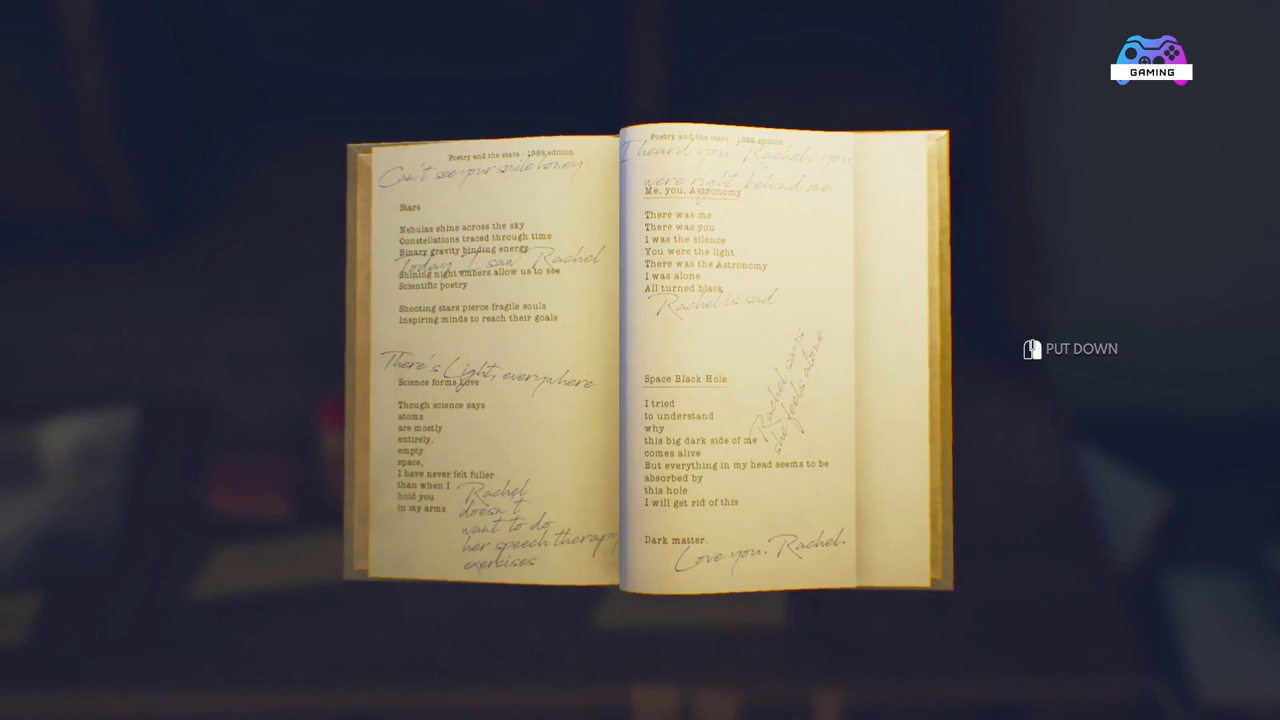 GAMING
Poetry and the stars - 1989 edition
Can't see your smile honey
Stars
Nebulas shine across the sky
Constellations traced through time
Binary gravity binding energy
Today I saw Rachel
Shining night embers allow us to see
Scientific poetry
Shooting stars pierce fragile souls
Inspiring minds to reach their goals
There's Light, everywhere
Science forms Love
Though science says
atoms
are mostly
entirely,
empty
space,
I have never felt fuller
than when I
hold you
in my arms
Rachel
doesn't
want to do
her speech therapy
exercises
Poetry and the stars - 1989 edition
I heard you Rachel, you
were right behind me
Me, you, Astronomy
There was me
There was you
I was the silence
You were the light
There was the Astronomy
I was alone
All turned black
Rachel is sad
Rachel says
she feels alone
Space Black Hole
I tried
to understand
why
this big dark side of me
comes alive
But everything in my head seems to be
absorbed by
this hole
I will get rid of this
Dark matter.
Love you. Rachel.
PUT DOWN